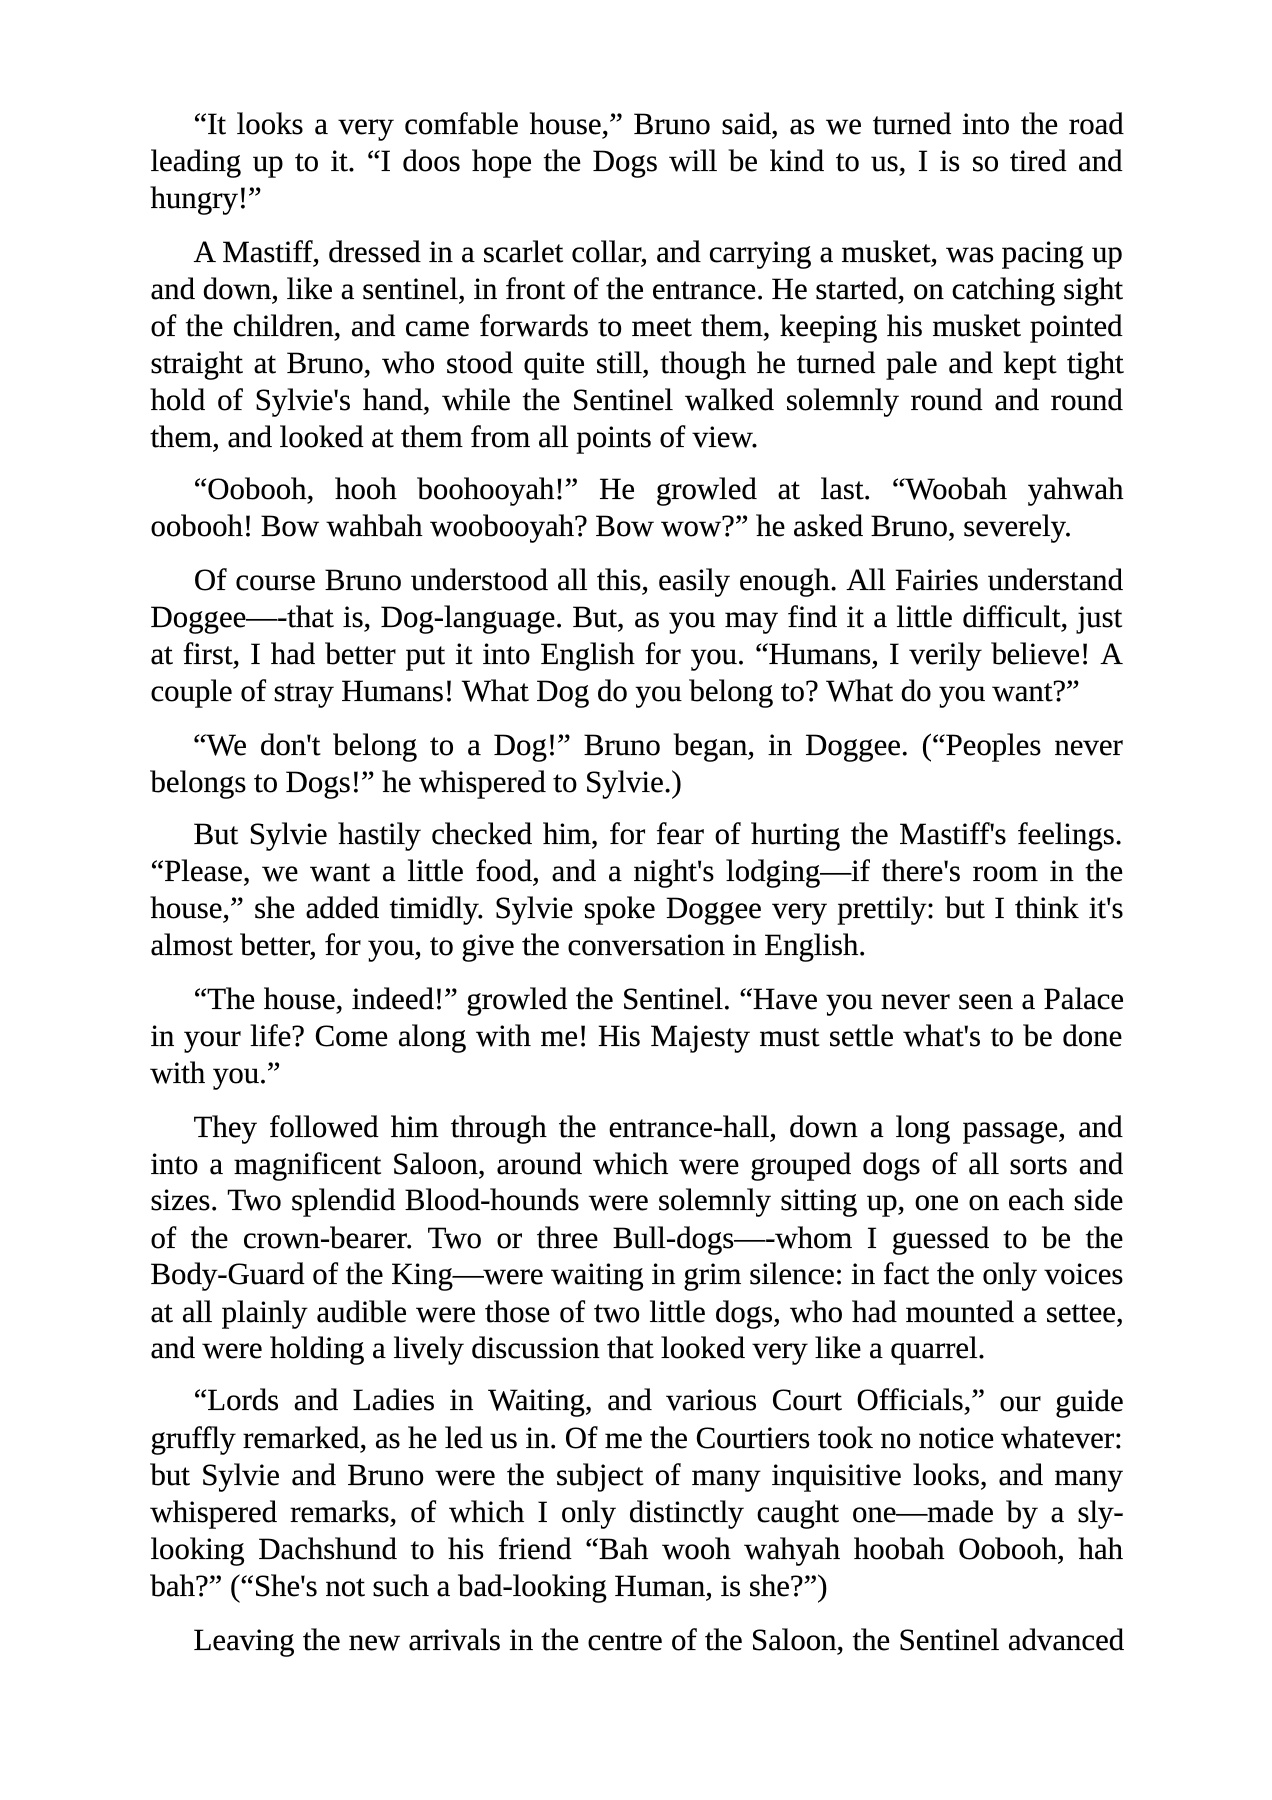 “It looks a very comfable house,” Bruno said, as we turned into the road
leading up to it. “I doos hope the Dogs will be kind to us, I is so tired and
hungry!”
A Mastiff, dressed in a scarlet collar, and carrying a musket, was pacing up
and down, like a sentinel, in front of the entrance. He started, on catching sight
of the children, and came forwards to meet them, keeping his musket pointed
straight at Bruno, who stood quite still, though he turned pale and kept tight
hold of Sylvie's hand, while the Sentinel walked solemnly round and round
them, and looked at them from all points of view.
“Oobooh, hooh boohooyah!” He growled at last. “Woobah yahwah
oobooh! Bow wahbah woobooyah? Bow wow?” he asked Bruno, severely.
Of course Bruno understood all this, easily enough. All Fairies understand
Doggee—-that is, Dog-language. But, as you may find it a little difficult, just
at first, I had better put it into English for you. “Humans, I verily believe! A
couple of stray Humans! What Dog do you belong to? What do you want?”
“We don't belong to a Dog!” Bruno began, in Doggee. (“Peoples never
belongs to Dogs!” he whispered to Sylvie.)
But Sylvie hastily checked him, for fear of hurting the Mastiff's feelings.
“Please, we want a little food, and a night's lodging—if there's room in the
house,” she added timidly. Sylvie spoke Doggee very prettily: but I think it's
almost better, for you, to give the conversation in English.
“The house, indeed!” growled the Sentinel. “Have you never seen a Palace
in your life? Come along with me! His Majesty must settle what's to be done
with you.”
They followed him through the entrance-hall, down a long passage, and
into a magnificent Saloon, around which were grouped dogs of all sorts and
sizes. Two splendid Blood-hounds were solemnly sitting up, one on each side
of the crown-bearer. Two or three Bull-dogs—-whom I guessed to be the
Body-Guard of the King—were waiting in grim silence: in fact the only voices
at all plainly audible were those of two little dogs, who had mounted a settee,
and were holding a lively discussion that looked very like a quarrel.
“Lords and Ladies in Waiting, and various Court Officials,” our guide
gruffly remarked, as he led us in. Of me the Courtiers took no notice whatever:
but Sylvie and Bruno were the subject of many inquisitive looks, and many
whispered remarks, of which I only distinctly caught one—made by a sly-
looking Dachshund to his friend “Bah wooh wahyah hoobah Oobooh, hah
bah?” (“She's not such a bad-looking Human, is she?”)
Leaving the new arrivals in the centre of the Saloon, the Sentinel advanced